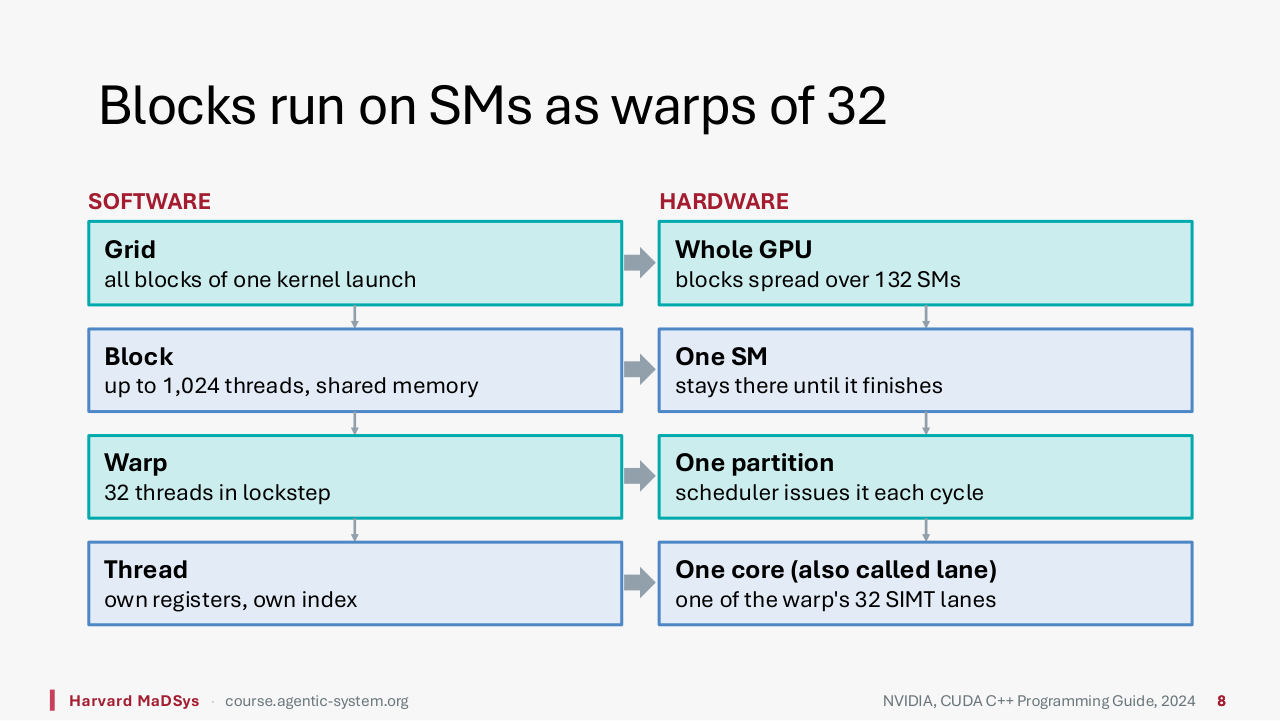 Blocks run on SMs as warps of 32
SOFTWARE
Grid
all blocks of one kernel launch
Block
up to 1,024 threads, shared memory
Warp
32 threads in lockstep
Thread
own registers, own index
HARDWARE
Whole GPU
blocks spread over 132 SMs
One SM
stays there until it finishes
One partition
scheduler issues it each cycle
One core (also called lane)
one of the warp's 32 SIMT lanes
Harvard MaDSys · course.agentic-system.org
NVIDIA, CUDA C++ Programming Guide, 2024 8